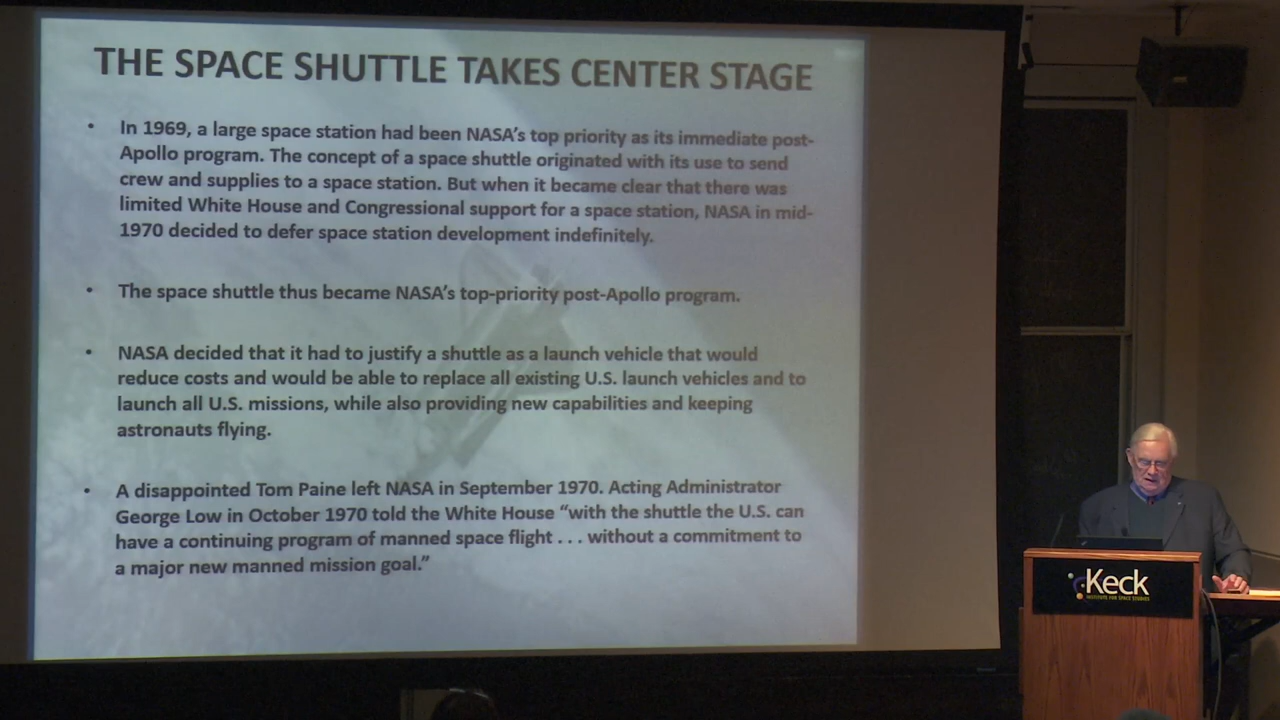 THE SPACE SHUTTLE TAKES CENTER STAGE
• In 1969, a large space station had been NASA's top priority as its immediate post-
Apollo program. The concept of a space shuttle originated with its use to send
crew and supplies to a space station. But when it became clear that there was
limited White House and Congressional support for a space station, NASA in mid-
1970 decided to defer space station development indefinitely.
• The space shuttle thus became NASA's top-priority post-Apollo program.
• NASA decided that it had to justify a shuttle as a launch vehicle that would
reduce costs and would be able to replace all existing U.S. launch vehicles and to
launch all U.S. missions, while also providing new capabilities and keeping
astronauts flying.
• A disappointed Tom Paine left NASA in September 1970. Acting Administrator
George Low in October 1970 told the White House “with the shuttle the U.S. can
have a continuing program of manned space flight . . . without a commitment to
a major new manned mission goal.”
Keck
INSTITUTE FOR SPACE STUDIES